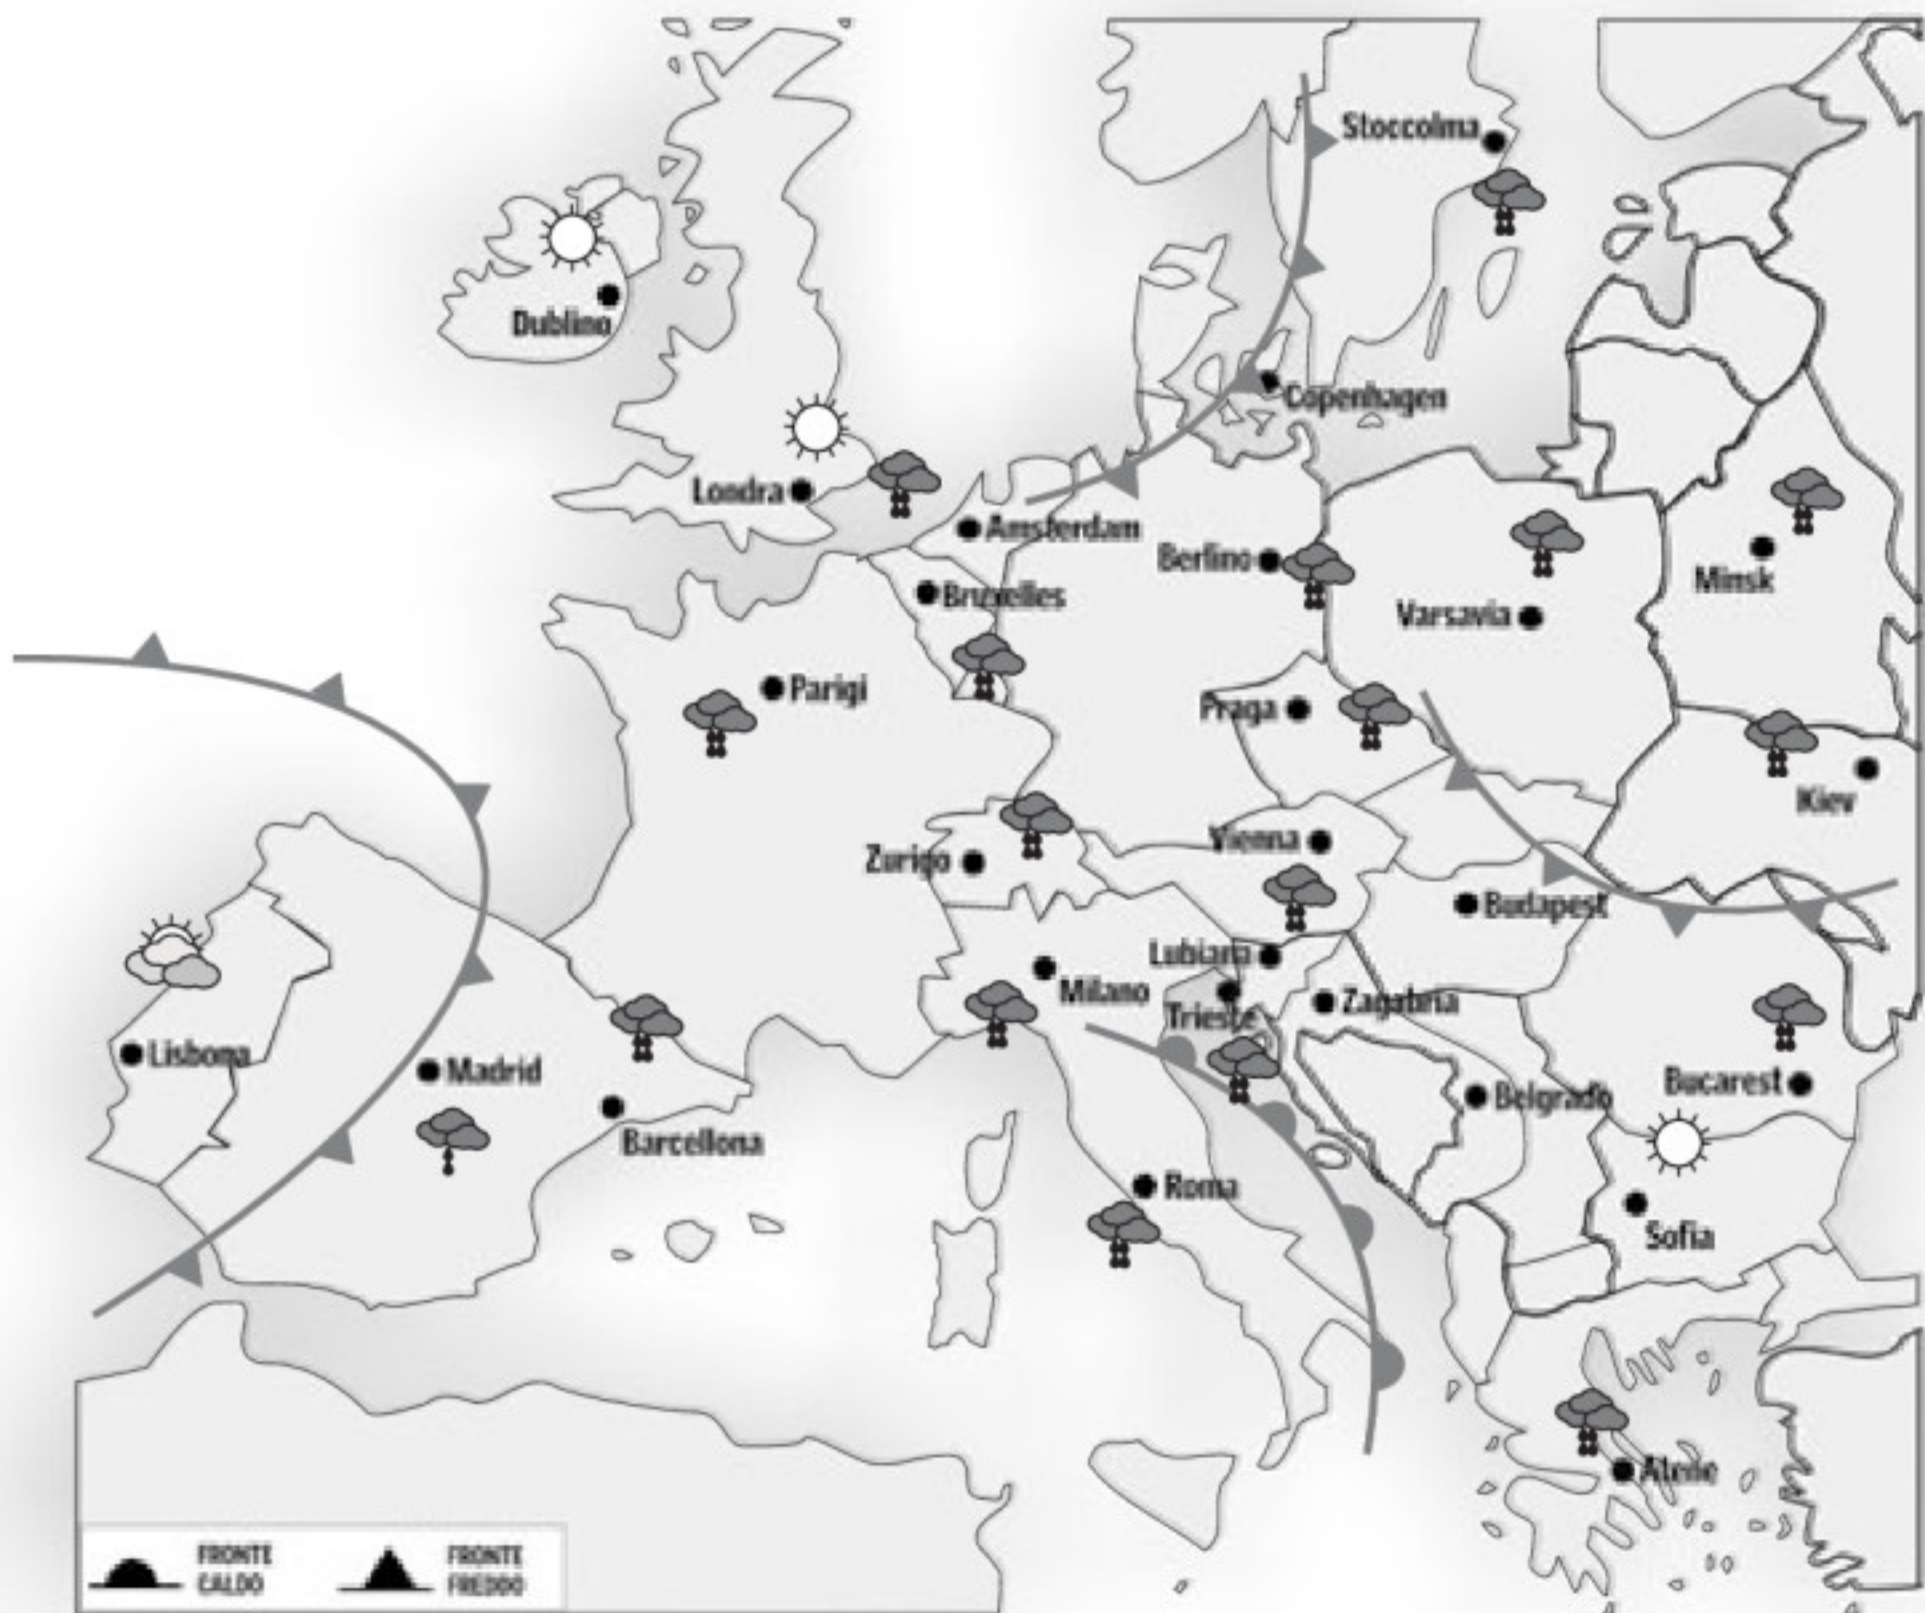 Stoccolma
Dublino
Copenhagen
Londra
Amsterdam
Berlino
Bruxelles
Minsk
Varsavia
Parigi
Praga
Kiev
Vienna
Zurigo
Budapest
Lubiana
Milano
Trieste
Zagabria
Lisbona
Madrid
Belgrado
Bucarest
Barcellona
Roma
Sofia
Atene
FRONTE
CALDO
FRONTE
FREDDO